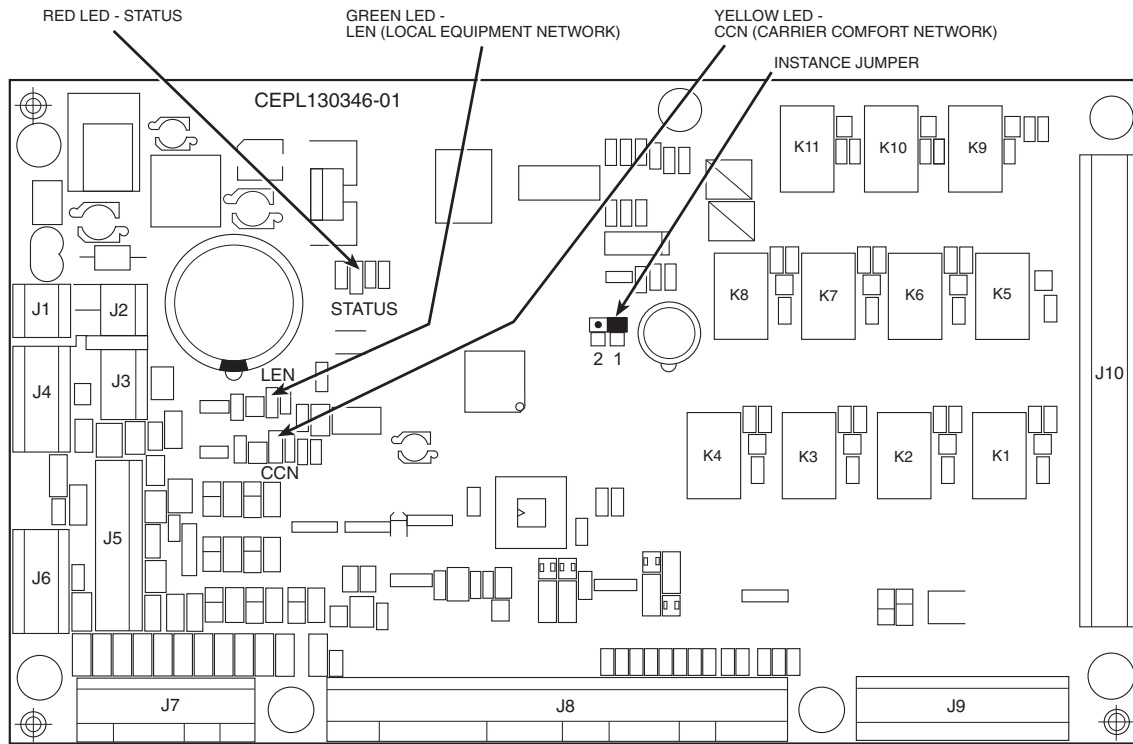 RED LED - STATUS
GREEN LED -
LEN (LOCAL EQUIPMENT NETWORK)
YELLOW LED -
CCN (CARRIER COMFORT NETWORK)
INSTANCE JUMPER
CEPL130346-01
K11
K10
K9
K8
K7
K6
K5
STATUS
J1
J2
2
1
LEN
J3
J4
J10
K4
K3
K2
K1
CCN
J5
J6
J7
J8
J9